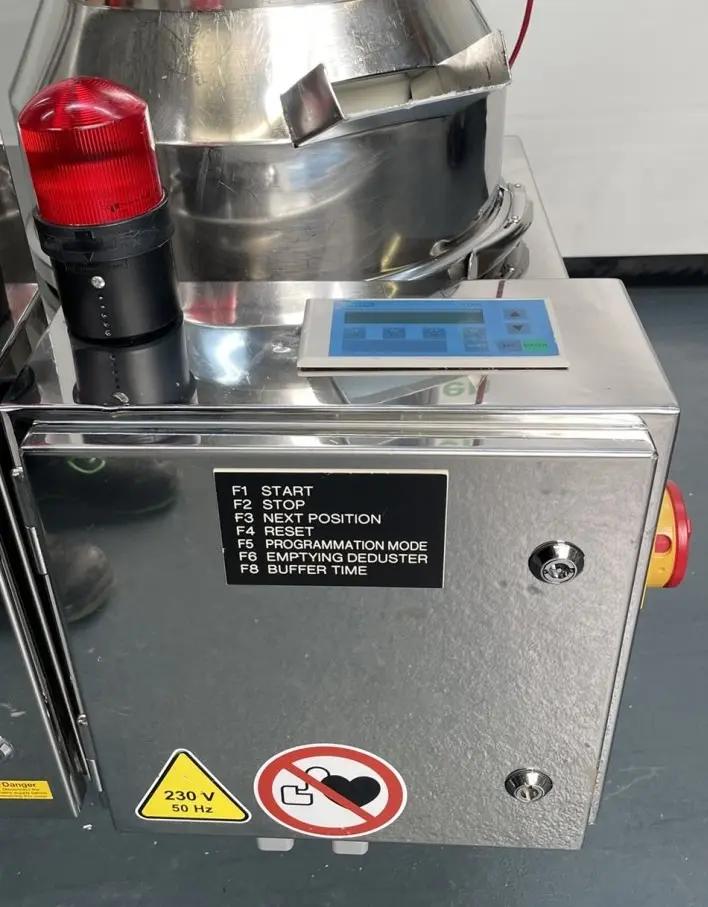 F1 START
F2 STOP
F3 NEXT POSITION
F4 RESET
F5 PROGRAMMATION MODE
F6 EMPTYING DEDUSTER
F8 BUFFER TIME
230 V
50 Hz
Danger